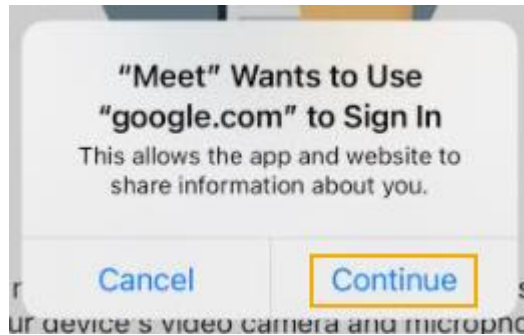 "Meet" Wants to Use
"google.com" to Sign In
This allows the app and website to
share information about you.
Cancel
Continue
ur device's video camera and micropho